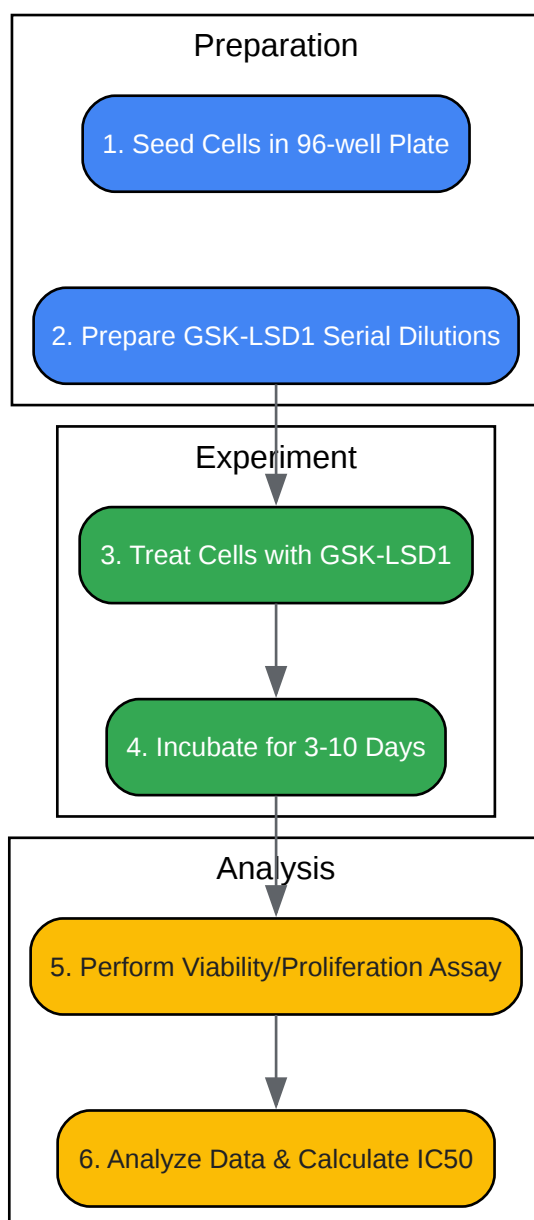 Preparation
1. Seed Cells in 96-well Plate
2. Prepare GSK-LSD1 Serial Dilutions
Experiment
3. Treat Cells with GSK-LSD1
4. Incubate for 3-10 Days
Analysis
5. Perform Viability/Proliferation Assay
6. Analyze Data & Calculate IC50